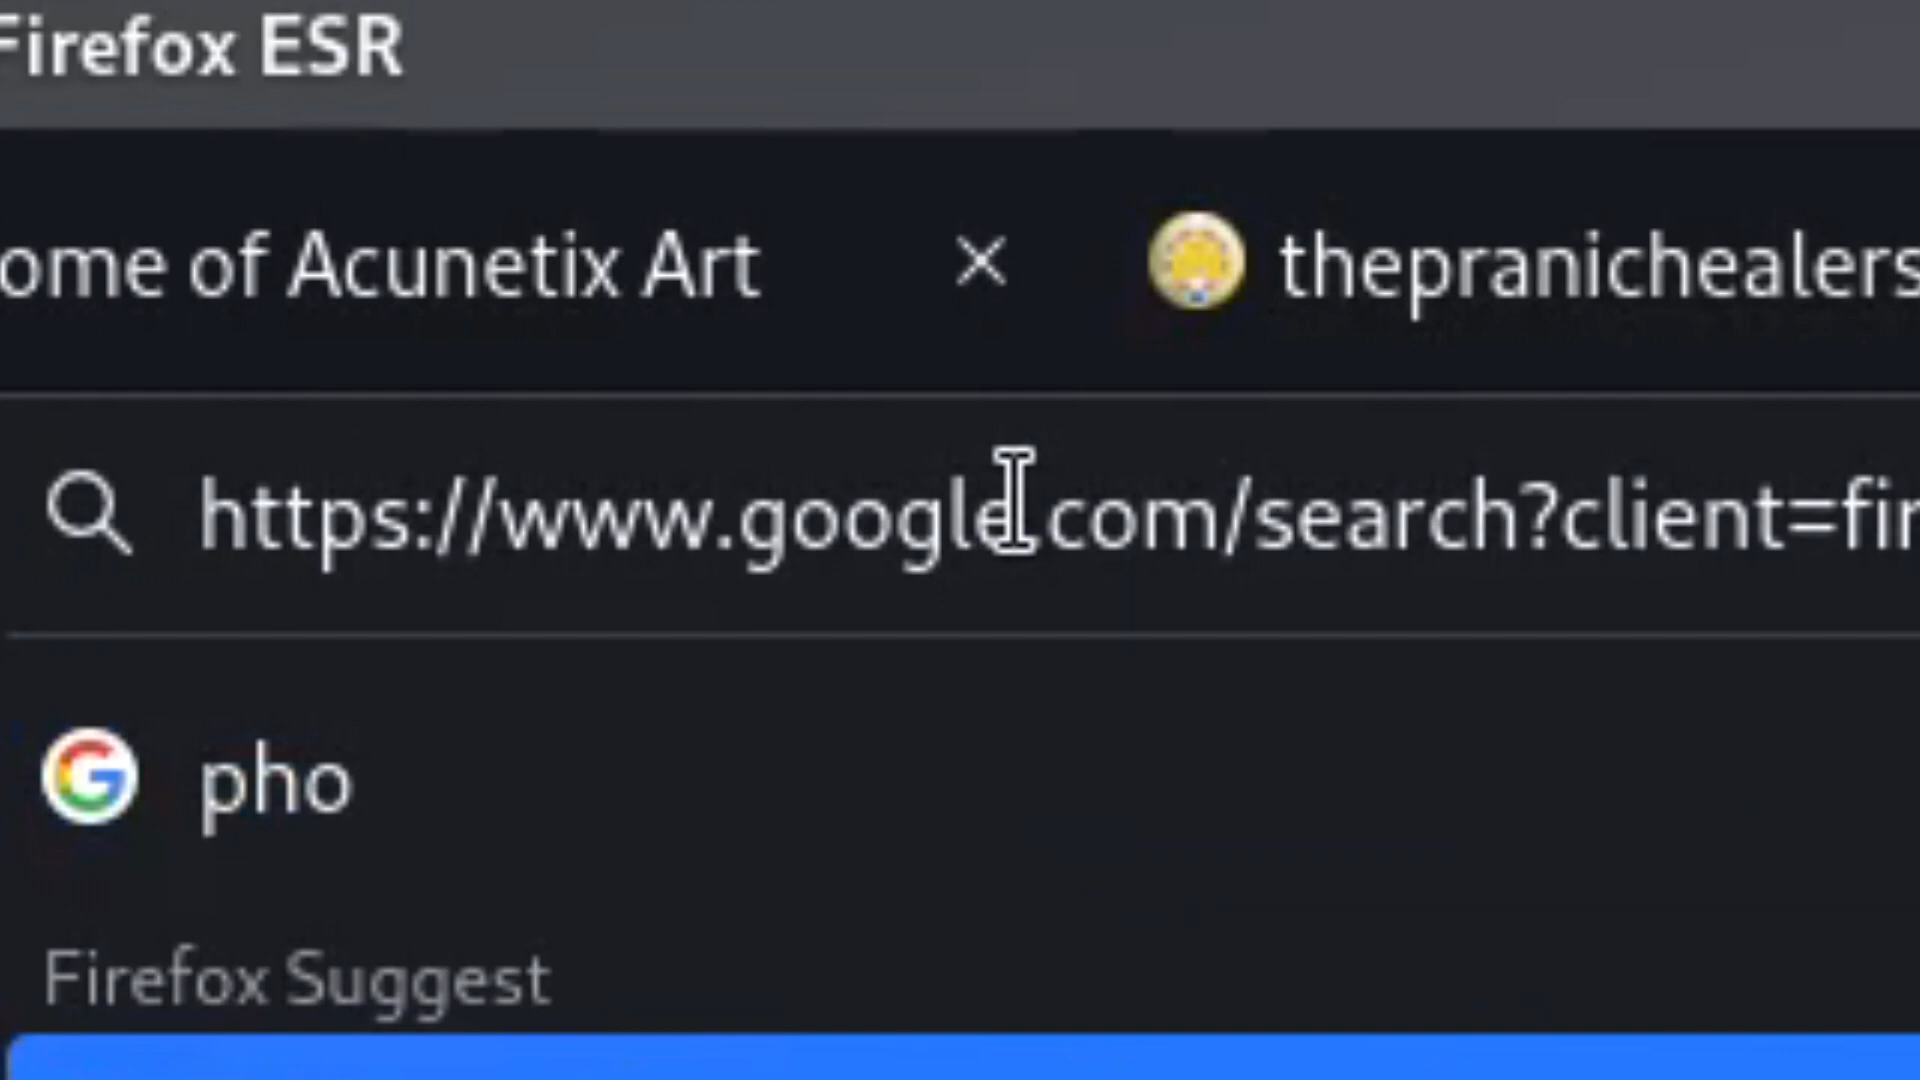 Firefox ESR
ome of Acunetix Art
thepranichealers
https://www.google.com/search?client=fir
pho
Firefox Suggest